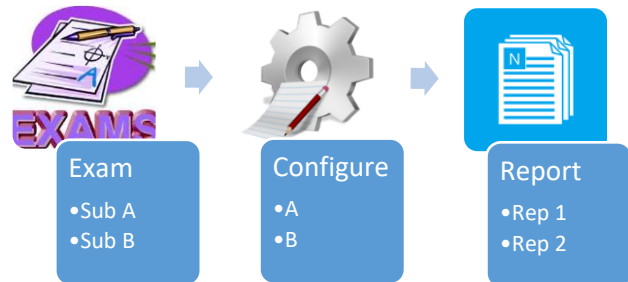 A
EXAMS
N
Exam
•Sub A
•Sub B
Configure
•A
•B
Report
•Rep 1
•Rep 2